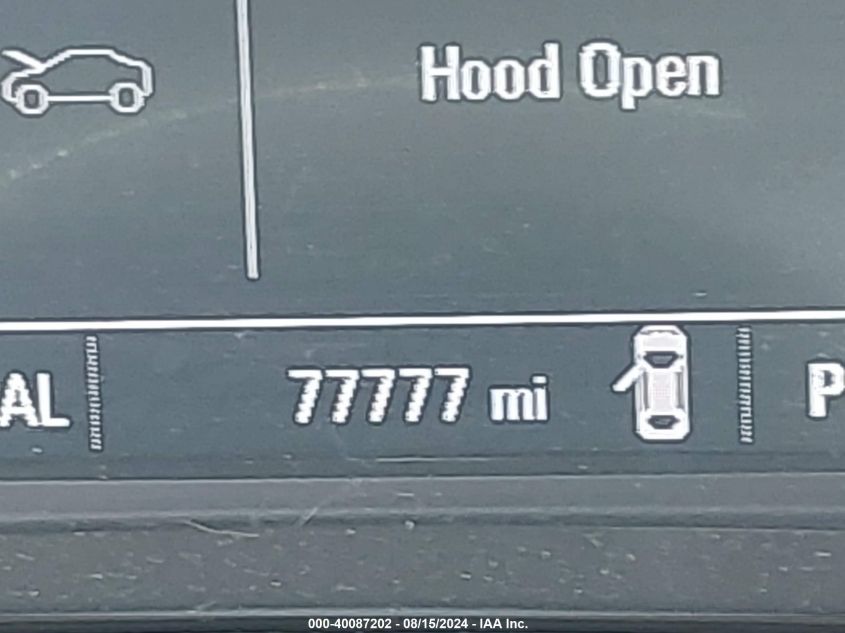 Hood Open
AL 77777 mi P
000-40087202 - 08/15/2024 - IAA Inc.